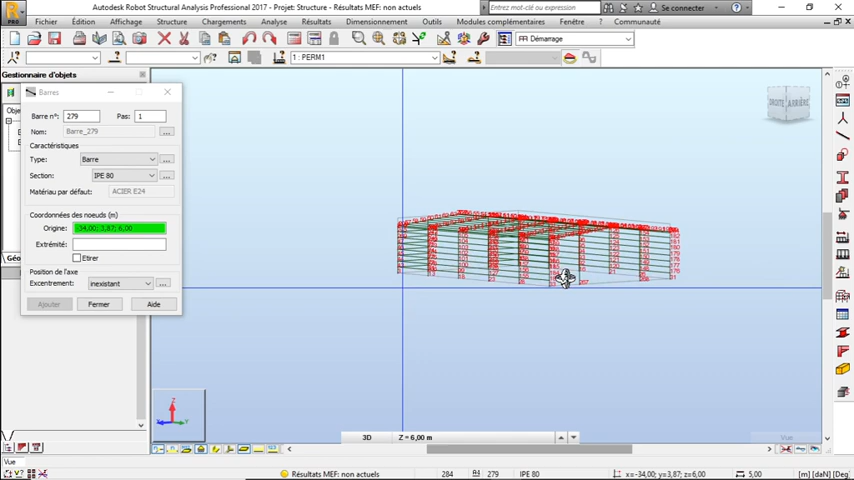 Autodesk Robot Structural Analysis Professional 2017 - Projet: Structure - Résultats MEF: non actuels
Entrez mot-clé ou expression
Se connecter
PRO
Fichier Édition Affichage Structure Chargements Analyse Résultats Dimensionnement Outils Modules complémentaires Fenêtre Communauté
Démarrage
1 : PERM1
Gestionnaire d'objets
Barres
Barre n°: 279 Pas: 1
Nom: Barre_279 ...
Caractéristiques
Type: Barre ...
Section: IPE 80 ...
Matériau par défaut: ACIER E24
Coordonnées des noeuds (m)
Origine: -34,00; 3,87; 6,00
Extrémité:
Etirer
Position de l'axe
Excentrement: inexistant ...
Ajouter Fermer Aide
DROITE ARRIÈRE
Z
X Y
3D Z = 6,00 m
Vue
Vue
Résultats MEF: non actuels 284 279 IPE 80 x=-34,00; y=3,87; z=6,00 5,00 [m] [daN] [Deg]